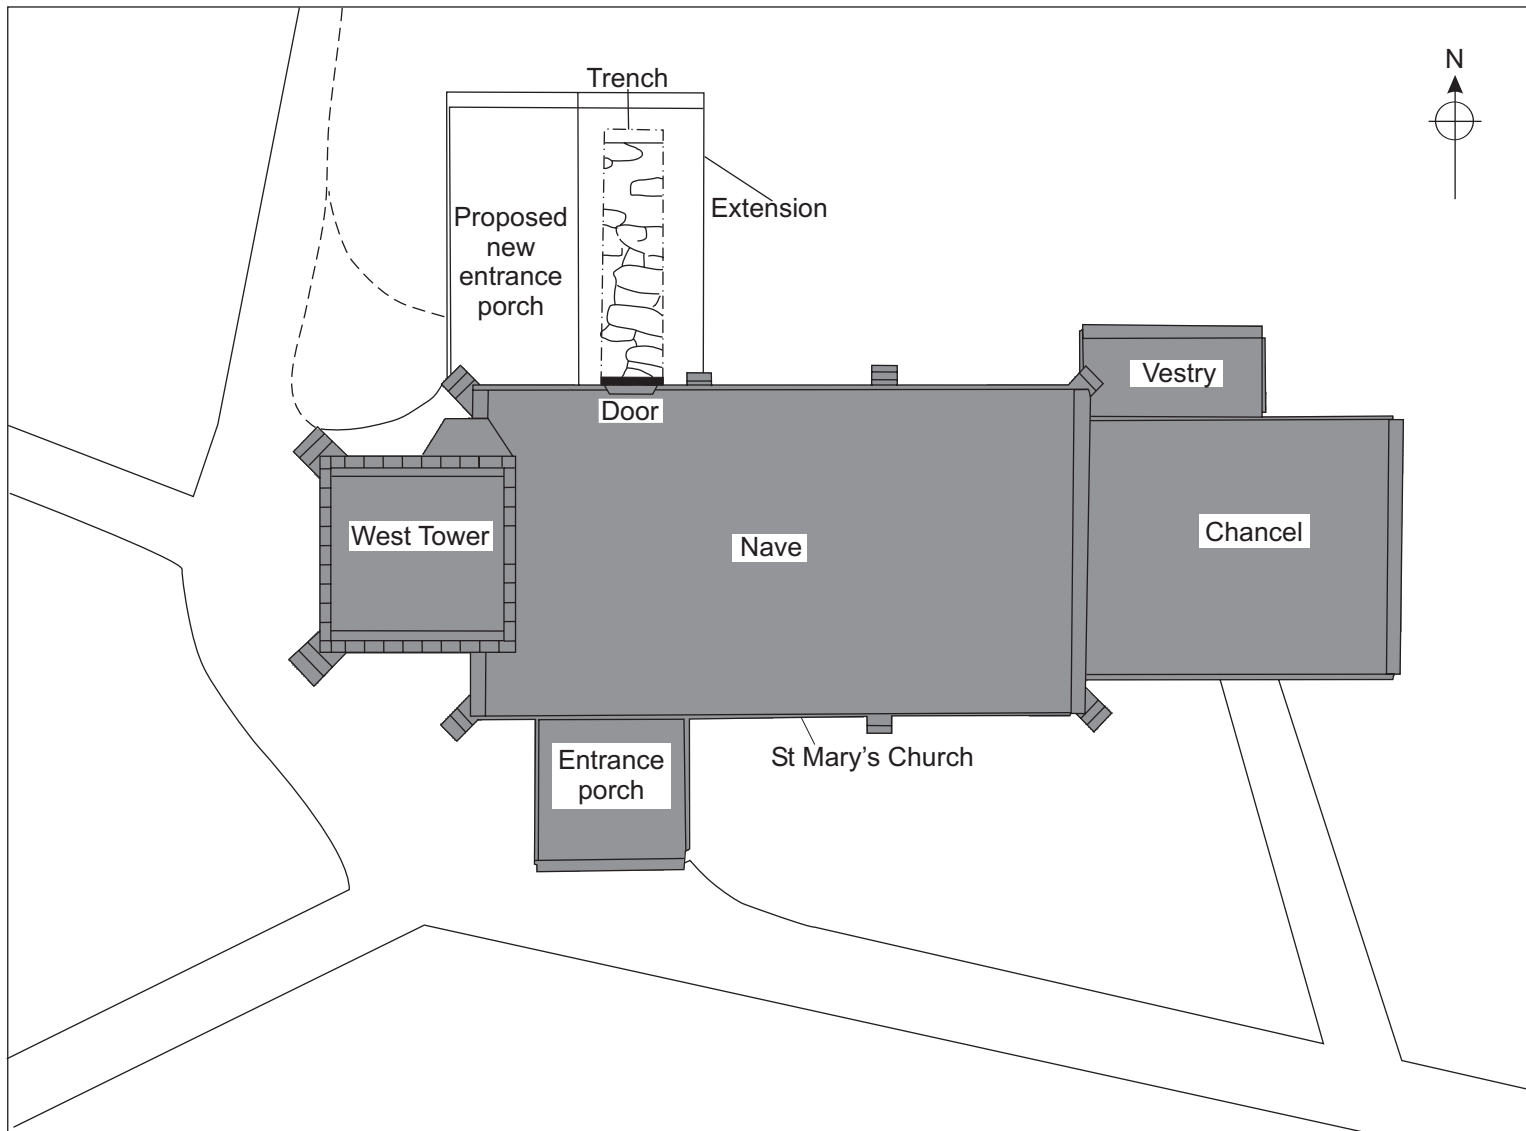 N
Trench
Extension
Proposed
new
entrance
porch
Door
Vestry
West Tower
Nave
Chancel
Entrance
porch
St Mary’s Church